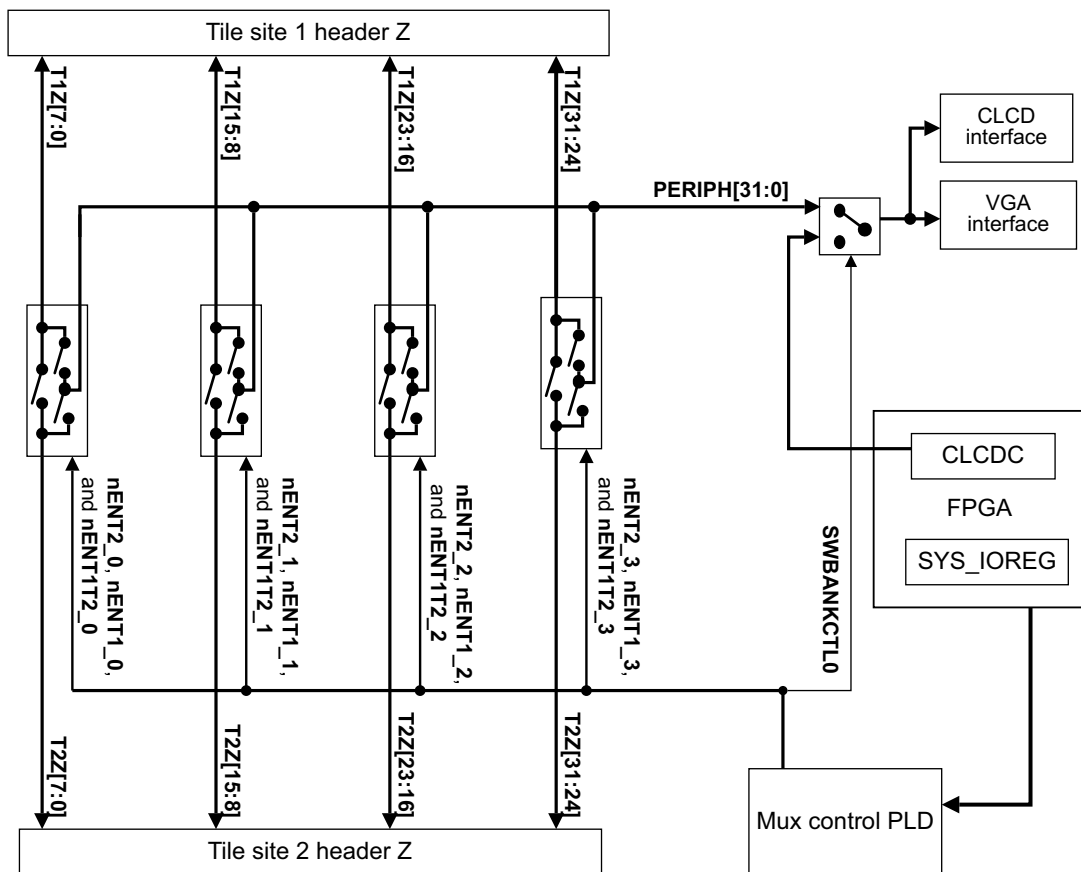 Tile site 1 header Z
T1Z[7:0]
T1Z[15:8]
T1Z[23:16]
T1Z[31:24]
CLCD
interface
PERIPH[31:0]
VGA
interface
CLCDC
FPGA
SYS_IOREG
nENT2_0, nENT1_0,
and nENT1T2_0
nENT2_1, nENT1_1,
and nENT1T2_1
nENT2_2, nENT1_2,
and nENT1T2_2
nENT2_3, nENT1_3,
and nENT1T2_3
SWBANKCTL0
T2Z[7:0]
T2Z[15:8]
T2Z[23:16]
T2Z[31:24]
Mux control PLD
Tile site 2 header Z